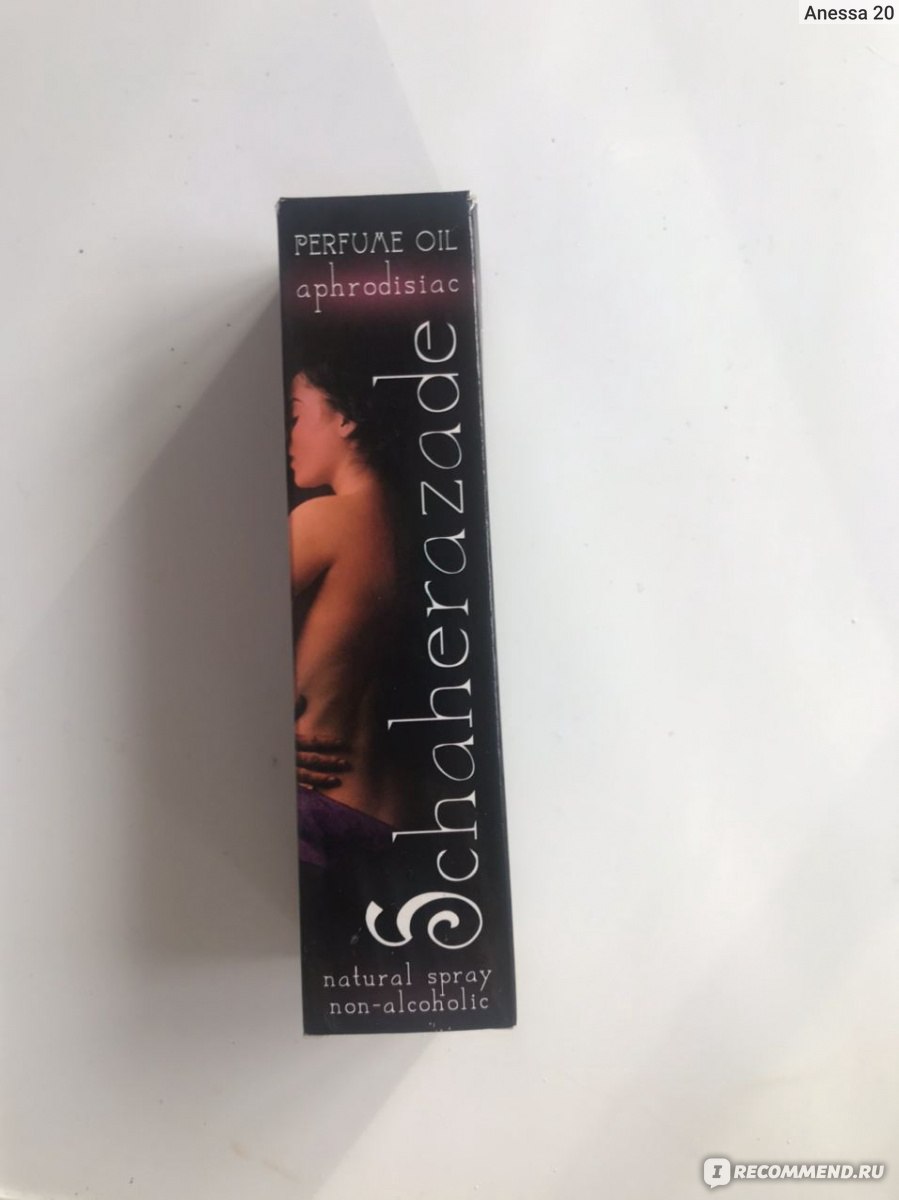 Anessa 20
PERFUME OIL
aphrodisiac
Schaherazade
natural spray
non-alcoholic
I RECOMMEND.RU